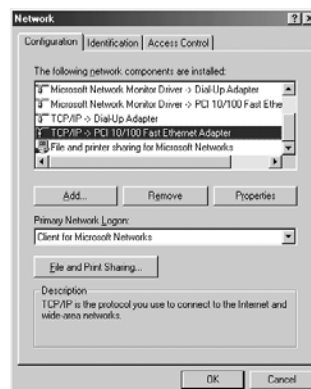 Network
Configuration Identification Access Control
The following network components are installed:
Microsoft Network Monitor Driver -> Dial-Up Adapter
Microsoft Network Monitor Driver -> PCI 10/100 Fast Ethe
TCP/IP -> Dial-Up Adapter
TCP/IP -> PCI 10/100 Fast Ethernet Adapter
File and printer sharing for Microsoft Networks
Add... Remove Properties
Primary Network Logon:
Client for Microsoft Networks
File and Print Sharing...
Description
TCP/IP is the protocol you use to connect to the Internet and
wide-area networks.
OK Cancel